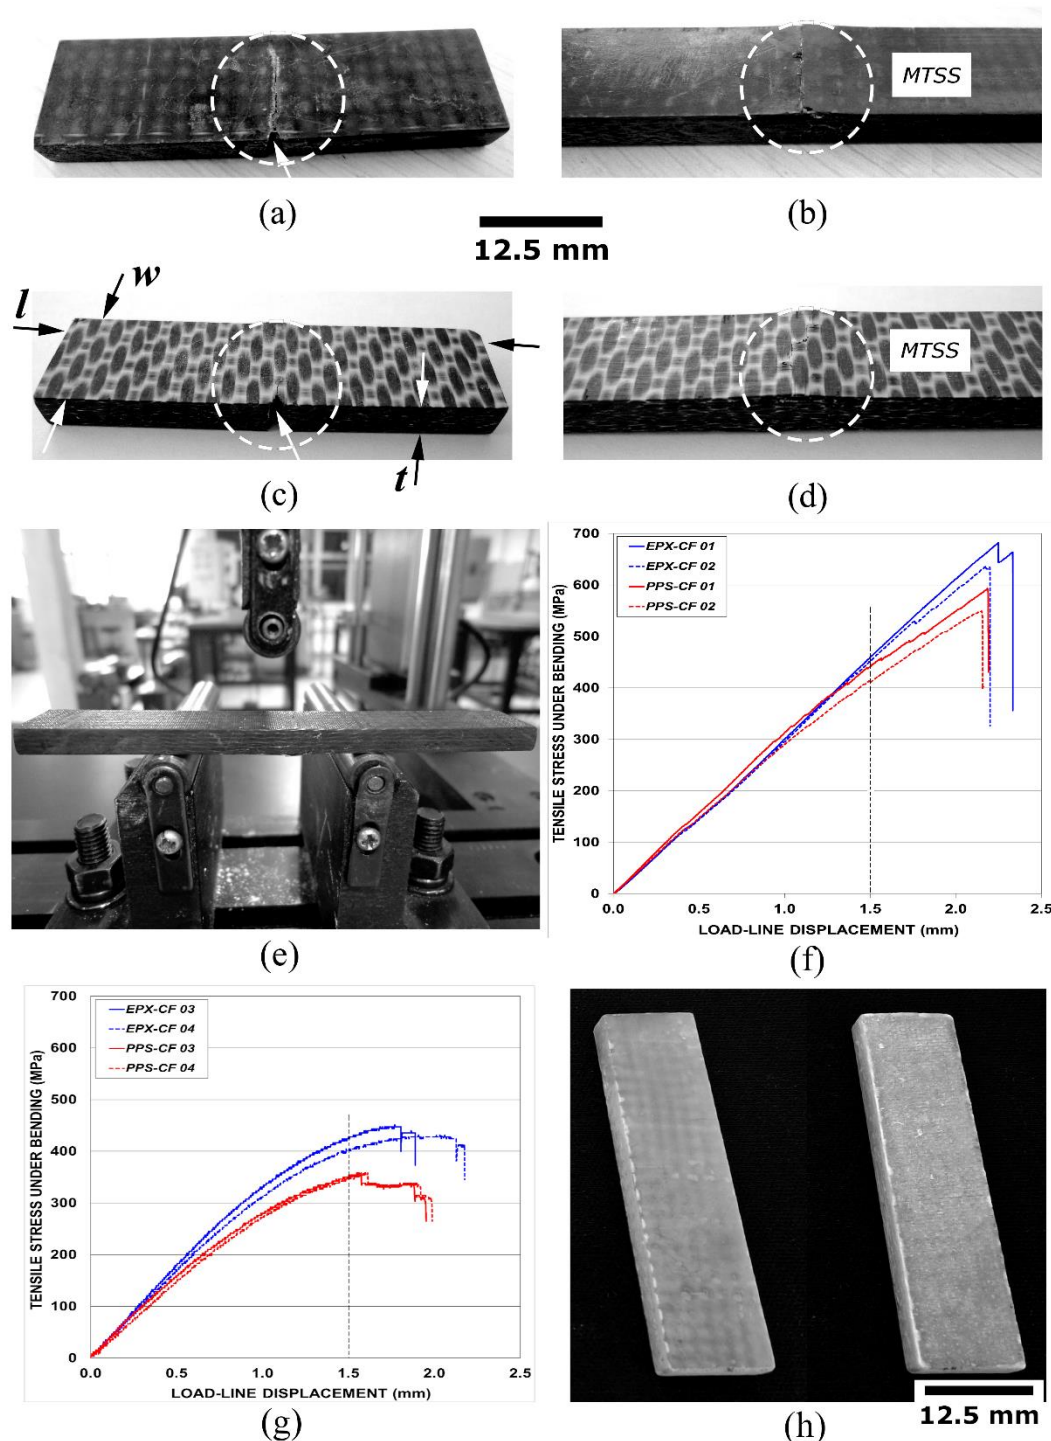 MTSS
(a)
(b)
12.5 mm
l
w
t
MTSS
(c)
(d)
(e)
TENSILE STRESS UNDER BENDING (MPa)
700
600
500
400
300
200
100
0
EPX-CF 01
EPX-CF 02
PPS-CF 01
PPS-CF 02
0.0 0.5 1.0 1.5 2.0 2.5
LOAD-LINE DISPLACEMENT (mm)
(f)
TENSILE STRESS UNDER BENDING (MPa)
700
600
500
400
300
200
100
0
EPX-CF 03
EPX-CF 04
PPS-CF 03
PPS-CF 04
0.0 0.5 1.0 1.5 2.0 2.5
LOAD-LINE DISPLACEMENT (mm)
(g)
12.5 mm
(h)